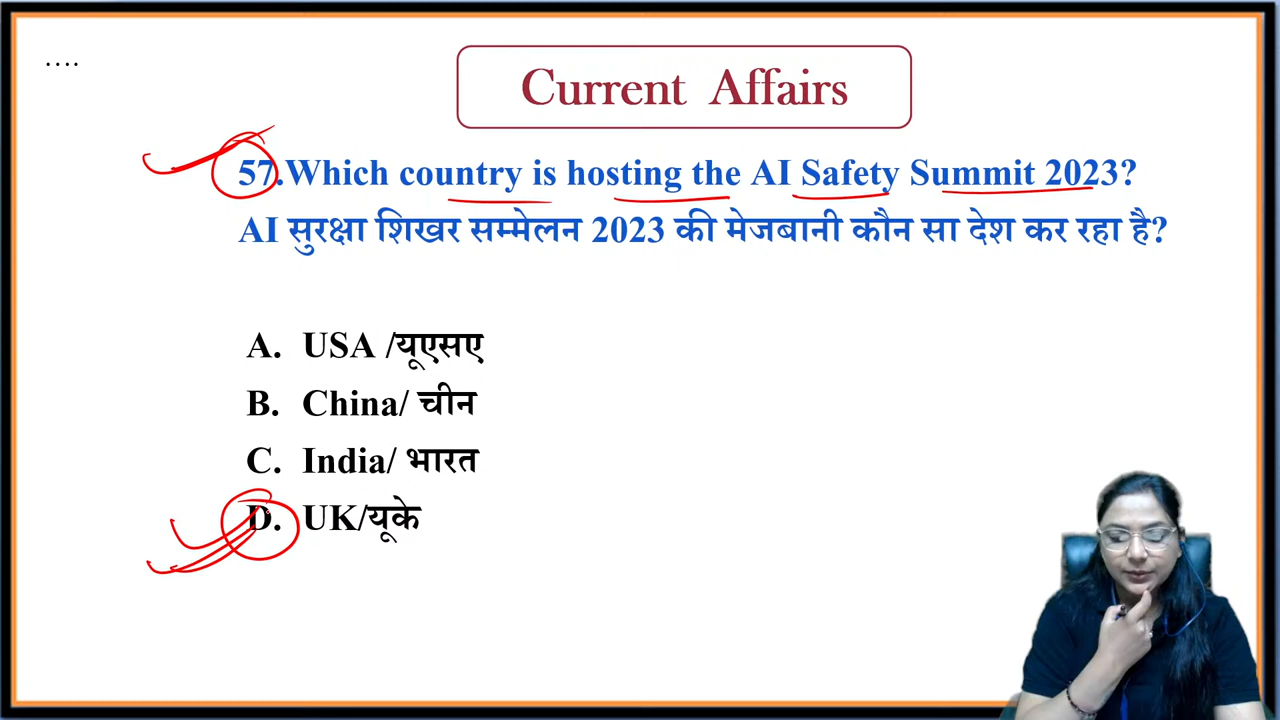 ....
Current Affairs
57.Which country is hosting the AI Safety Summit 2023?
AI सुरक्षा शिखर सम्मेलन 2023 की मेजबानी कौन सा देश कर रहा है?
A. USA /यूएसए
B. China/ चीन
C. India/ भारत
D. UK/यूके